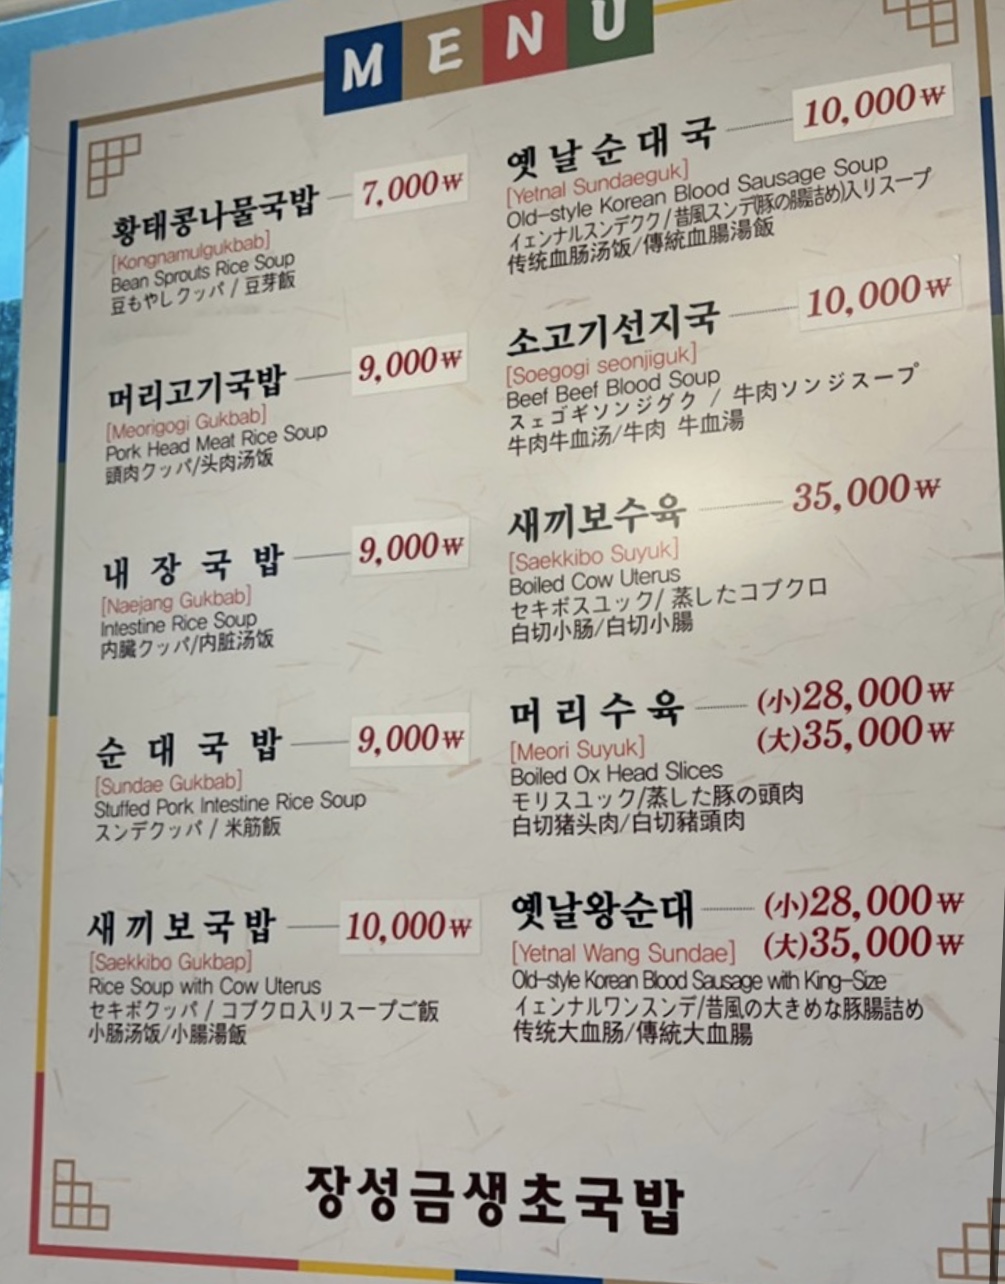 MENU
황태콩나물국밥 7,000₩
[Kongnamulgukbab]
Bean Sprouts Rice Soup
豆もやしクッパ / 豆芽飯
머리고기국밥 9,000₩
[Meorigogi Gukbab]
Pork Head Meat Rice Soup
頭肉クッパ/头肉汤饭
내장국밥 9,000₩
[Naejang Gukbab]
Intestine Rice Soup
内臓クッパ/内脏汤饭
순대국밥 9,000₩
[Sundae Gukbab]
Stuffed Pork Intestine Rice Soup
スンデクッパ / 米筋飯
새끼보국밥 10,000₩
[Saekkibo Gukbap]
Rice Soup with Cow Uterus
セキボクッパ / コブクロ入リスープご飯
小肠汤饭/小腸湯飯
옛날순대국 10,000₩
[Yetnal Sundaeguk]
Old-style Korean Blood Sausage Soup
イェンナルスンデクク/昔風スンデ(豚の腸詰め)入りスープ
传统血肠汤饭/傳統血腸湯飯
소고기선지국 10,000₩
[Soegogi seonjiguk]
Beef Beef Blood Soup
スェゴギソンジグク / 牛肉ソンジスープ
牛肉牛血汤/牛肉 牛血湯
새끼보수육 35,000₩
[Saekkibo Suyuk]
Boiled Cow Uterus
セキボスユック/ 蒸したコブクロ
白切小肠/白切小腸
머리수육 (小)28,000₩
(大)35,000₩
[Meori Suyuk]
Boiled Ox Head Slices
モリスユック/蒸した豚の頭肉
白切猪头肉/白切豬頭肉
옛날왕순대 (小)28,000₩
(大)35,000₩
[Yetnal Wang Sundae]
Old-style Korean Blood Sausage with King-Size
イェンナルワンスンデ/昔風の大きめな豚腸詰め
传统大血肠/傳統大血腸
장성금생초국밥